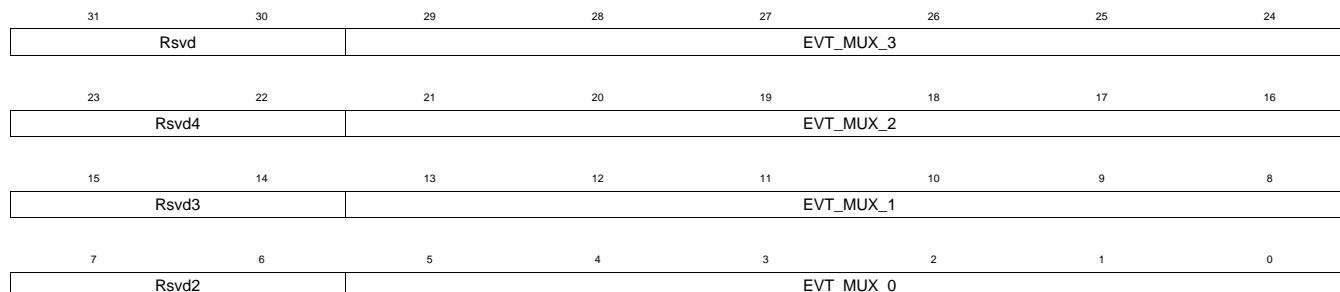 31 30 29 28 27 26 25 24
Rsvd EVT_MUX_3
23 22 21 20 19 18 17 16
Rsvd4 EVT_MUX_2
15 14 13 12 11 10 9 8
Rsvd3 EVT_MUX_1
7 6 5 4 3 2 1 0
Rsvd2 EVT_MUX_0